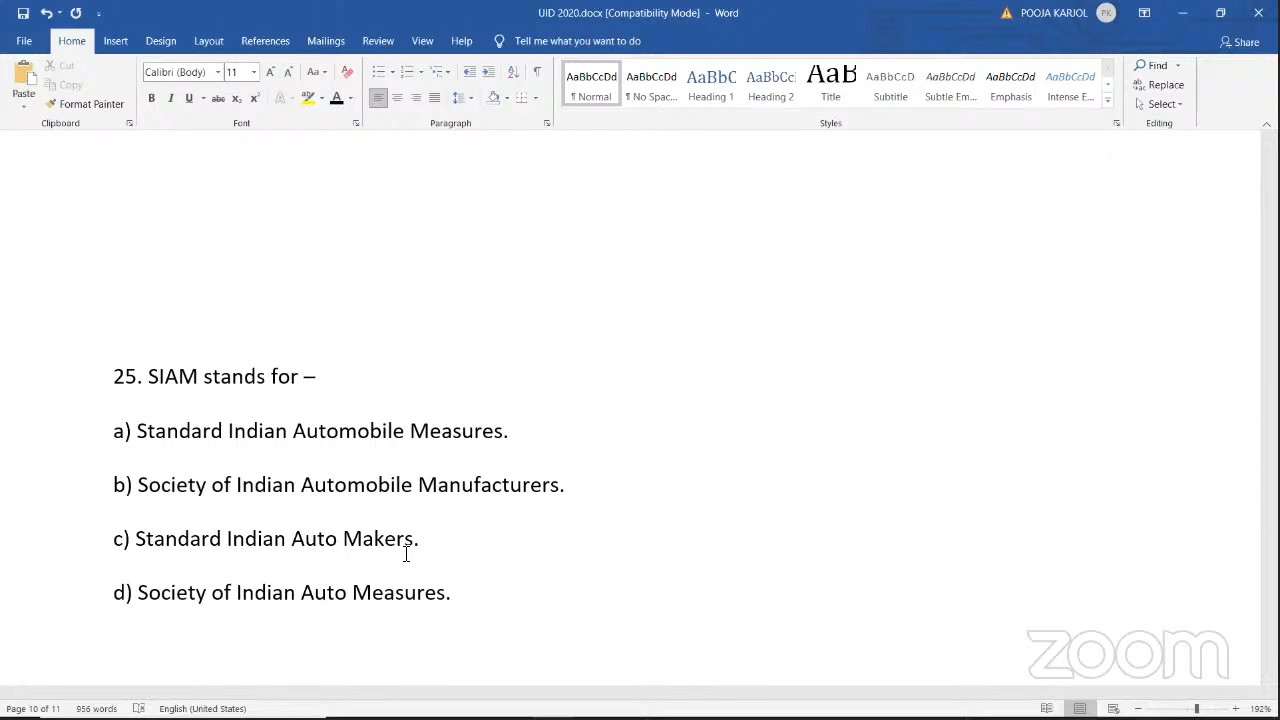 UID 2020.docx [Compatibility Mode] - Word
POOJA KARJOL
PK
File
Home
Insert
Design
Layout
References
Mailings
Review
View
Help
Tell me what you want to do
Share
Paste
Cut
Copy
Format Painter
Clipboard
Calibri (Body)
11
Font
Paragraph
AaBbCcDd
¶ Normal
AaBbCcDd
¶ No Spac...
AaBbC
Heading 1
AaBbCc
Heading 2
AaB
Title
AaBbCcD
Subtitle
AaBbCcDd
Subtle Em...
AaBbCcDd
Emphasis
AaBbCcDd
Intense E...
Styles
Find
Replace
Select
Editing
25. SIAM stands for –
a) Standard Indian Automobile Measures.
b) Society of Indian Automobile Manufacturers.
c) Standard Indian Auto Makers.
d) Society of Indian Auto Measures.
zoom
Page 10 of 11
956 words
English (United States)
192%